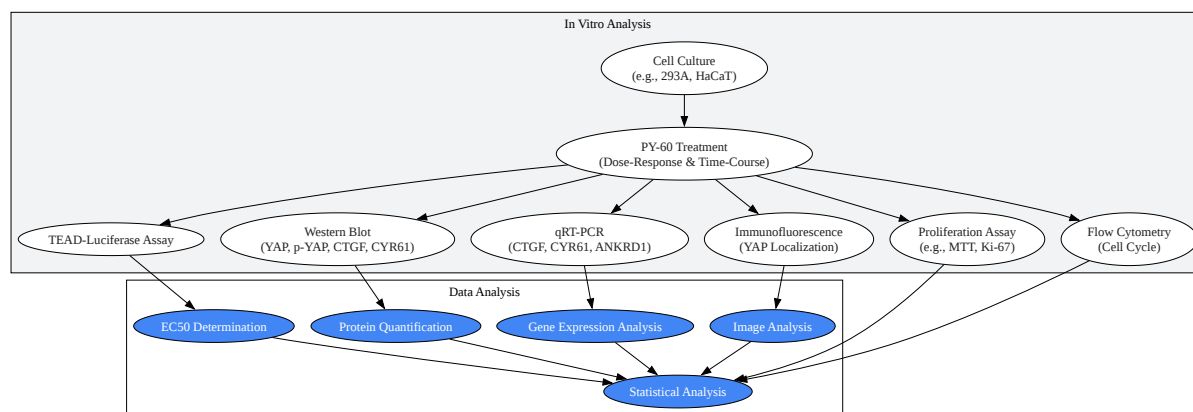 In Vitro Analysis
Cell Culture
(e.g., 293A, HaCaT)
PY-60 Treatment
(Dose-Response & Time-Course)
TEAD-Luciferase Assay
Western Blot
(YAP, p-YAP, CTGF, CYR61)
qRT-PCR
(CTGF, CYR61, ANKRD1)
Immunofluorescence
(YAP Localization)
Proliferation Assay
(e.g., MTT, Ki-67)
Flow Cytometry
(Cell Cycle)
Data Analysis
EC50 Determination
Protein Quantification
Gene Expression Analysis
Image Analysis
Statistical Analysis